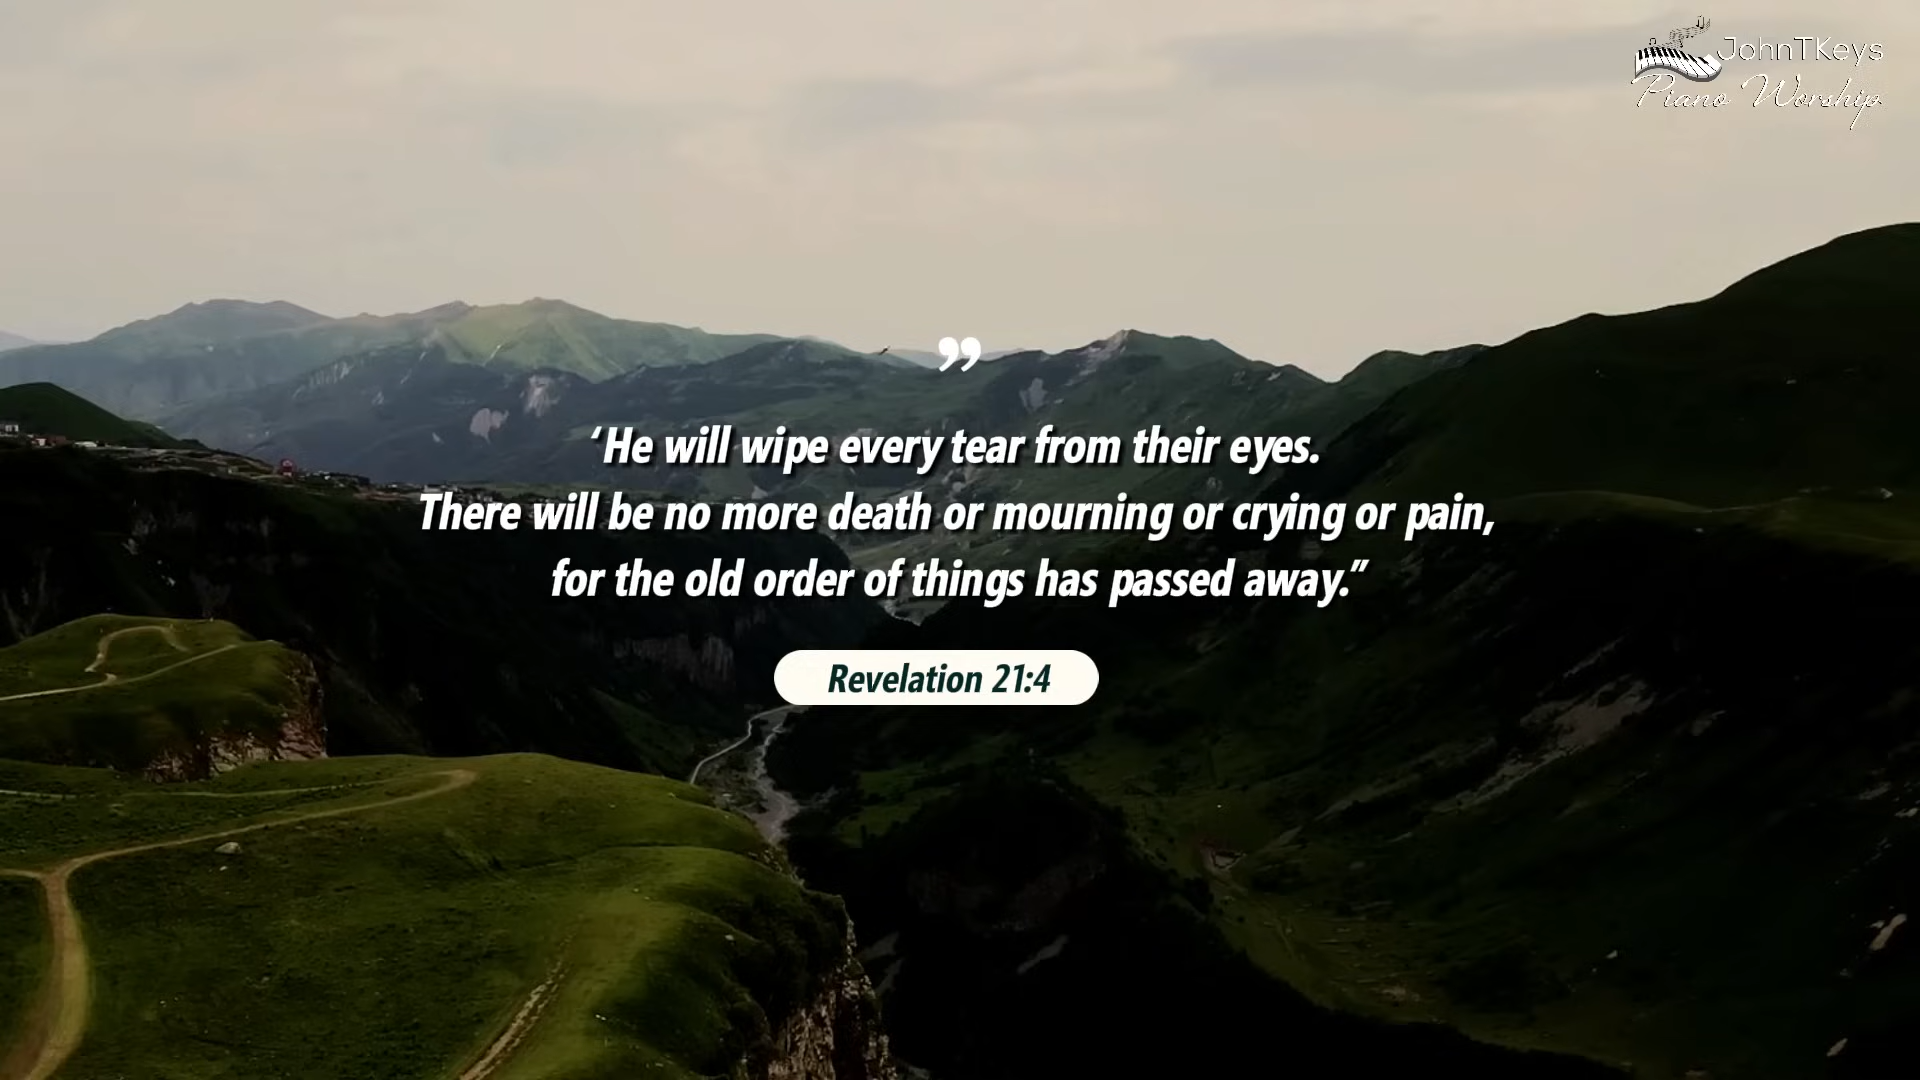 JohnTKeys
Piano Worship
”
‘He will wipe every tear from their eyes.
There will be no more death or mourning or crying or pain,
for the old order of things has passed away.”
Revelation 21:4